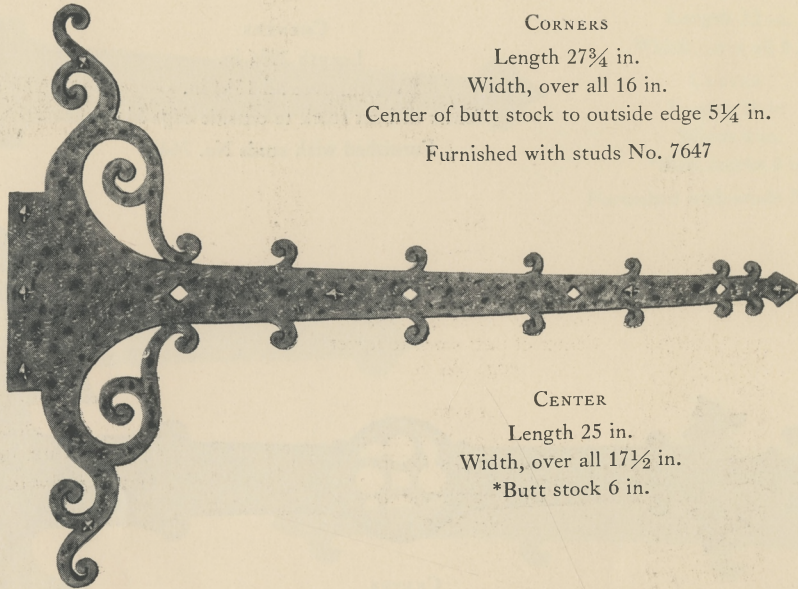 CORNERS
Length 27¾ in.
Width, over all 16 in.
Center of butt stock to outside edge 5¼ in.
Furnished with studs No. 7647
CENTER
Length 25 in.
Width, over all 17½ in.
*Butt stock 6 in.